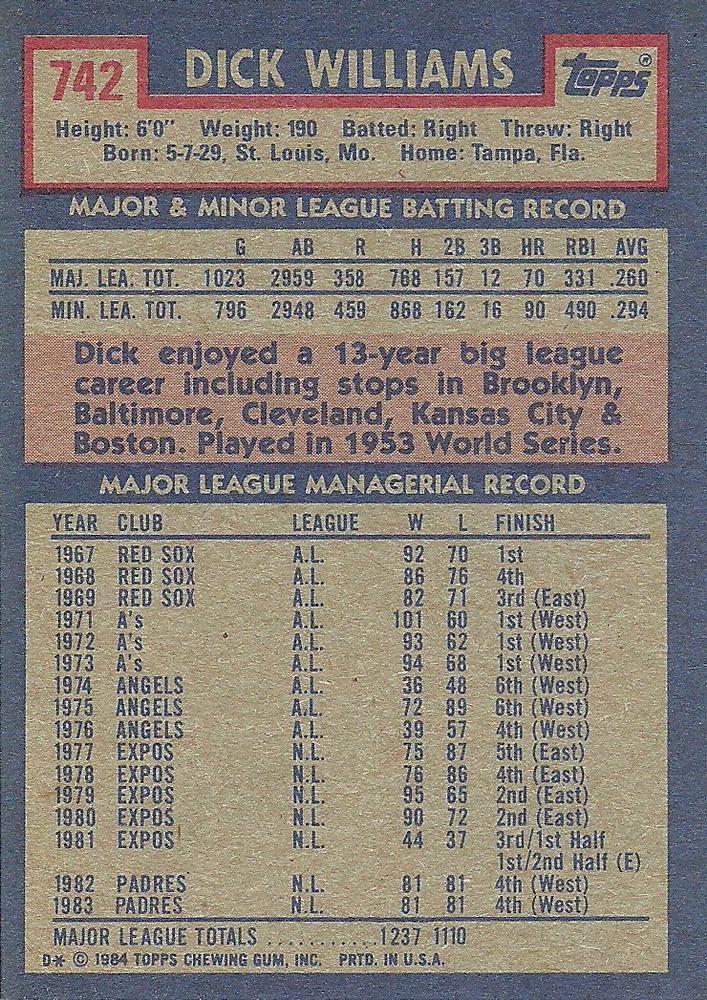 742 DICK WILLIAMS Topps®
Height: 6'0" Weight: 190 Batted: Right Threw: Right
Born: 5-7-29, St. Louis, Mo. Home: Tampa, Fla.
MAJOR & MINOR LEAGUE BATTING RECORD
G AB R H 2B 3B HR RBI AVG
MAJ. LEA. TOT. 1023 2959 358 768 157 12 70 331 .260
MIN. LEA. TOT. 796 2948 459 868 162 16 90 490 .294
Dick enjoyed a 13-year big league
career including stops in Brooklyn,
Baltimore, Cleveland, Kansas City &
Boston. Played in 1953 World Series.
MAJOR LEAGUE MANAGERIAL RECORD
YEAR CLUB LEAGUE W L FINISH
1967 RED SOX A.L. 92 70 1st
1968 RED SOX A.L. 86 76 4th
1969 RED SOX A.L. 82 71 3rd (East)
1971 A's A.L. 101 60 1st (West)
1972 A's A.L. 93 62 1st (West)
1973 A's A.L. 94 68 1st (West)
1974 ANGELS A.L. 36 48 6th (West)
1975 ANGELS A.L. 72 89 6th (West)
1976 ANGELS A.L. 39 57 4th (West)
1977 EXPOS N.L. 75 87 5th (East)
1978 EXPOS N.L. 76 86 4th (East)
1979 EXPOS N.L. 95 65 2nd (East)
1980 EXPOS N.L. 90 72 2nd (East)
1981 EXPOS N.L. 44 37 3rd/1st Half
1st/2nd Half (E)
1982 PADRES N.L. 81 81 4th (West)
1983 PADRES N.L. 81 81 4th (West)
MAJOR LEAGUE TOTALS ...........1237 1110
D* © 1984 TOPPS CHEWING GUM, INC. PRTD. IN U.S.A.